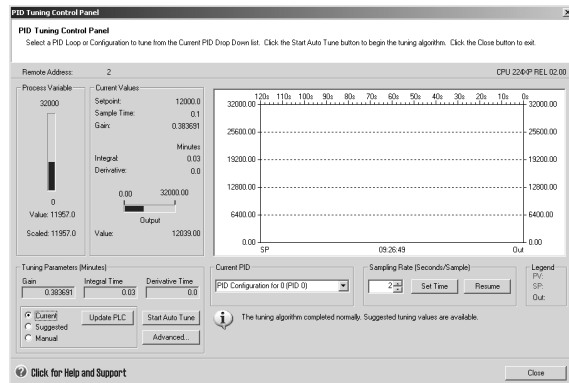 PID Tuning Control Panel
PID Tuning Control Panel
Select a PID Loop or Configuration to tune from the Current PID Drop Down list. Click the Start Auto Tune button to begin the tuning algorithm. Click the Close button to exit.
Remote Address: 2 CPU 224XP REL 02.00
Process Variable
32000
0
Value: 11957.0
Scaled: 11957.0
Current Values
Setpoint: 12000.0
Sample Time: 0.1
Gain: 0.383691
Minutes
Integral: 0.03
Derivative: 0.0
0.00 32000.00
Output
Value: 12039.00
120s 110s 100s 90s 80s 70s 60s 50s 40s 30s 20s 10s 0s
32000.00 32000.00
25600.00 25600.00
19200.00 19200.00
12800.00 12800.00
6400.00 6400.00
0.00 0.00
SP 09:26:49 Out
Tuning Parameters (Minutes)
Gain Integral Time Derivative Time
0.383691 0.03 0.0
Current
Suggested
Manual
Update PLC Start Auto Tune
Advanced...
Current PID
PID Configuration for 0 (PID 0)
Sampling Rate (Seconds/Sample)
2 Set Time Resume
Legend
PV:
SP:
Out:
The tuning algorithm completed normally. Suggested tuning values are available.
Click for Help and Support
Close